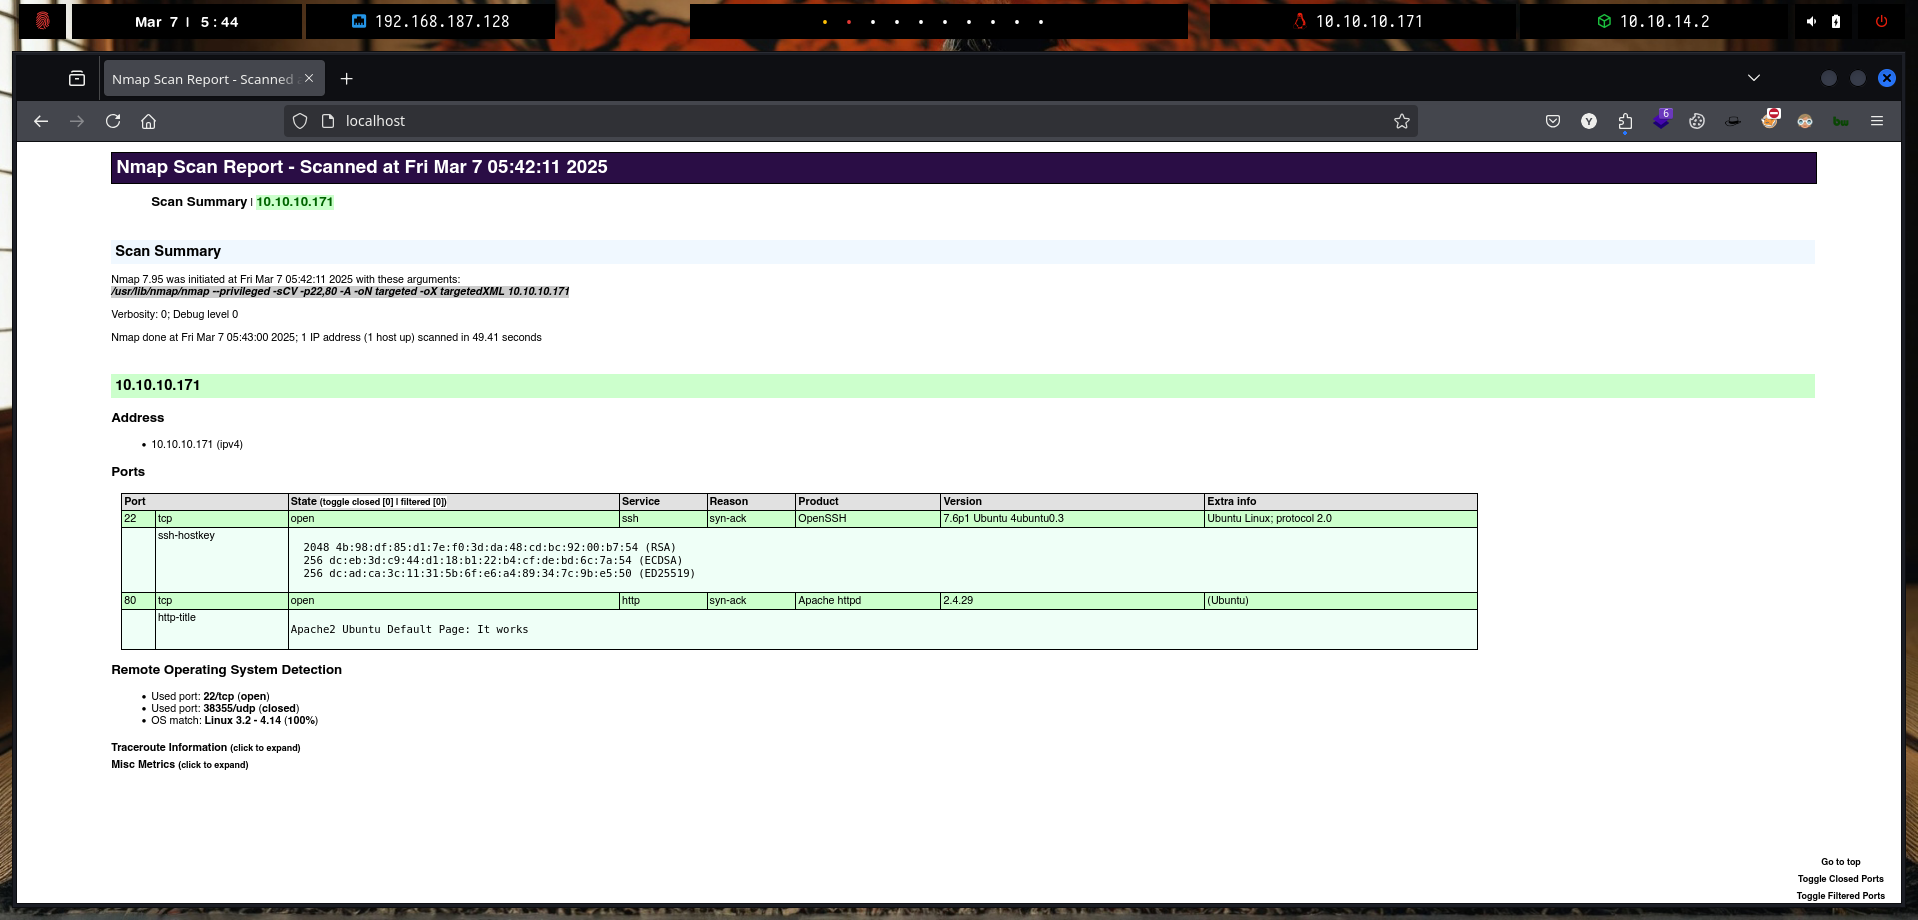 Mar 7 | 5:44
192.168.187.128
10.10.10.171
10.10.14.2
Nmap Scan Report - Scanned
localhost
6
Y
bw
Nmap Scan Report - Scanned at Fri Mar 7 05:42:11 2025
Scan Summary | 10.10.10.171
Scan Summary
Nmap 7.95 was initiated at Fri Mar 7 05:42:11 2025 with these arguments:
/usr/lib/nmap/nmap --privileged -sCV -p22,80 -A -oN targeted -oX targetedXML 10.10.10.171
Verbosity: 0; Debug level 0
Nmap done at Fri Mar 7 05:43:00 2025; 1 IP address (1 host up) scanned in 49.41 seconds
10.10.10.171
Address
• 10.10.10.171 (ipv4)
Ports
Port State (toggle closed [0] | filtered [0]) Service Reason Product Version Extra info
22 tcp open ssh syn-ack OpenSSH 7.6p1 Ubuntu 4ubuntu0.3 Ubuntu Linux; protocol 2.0
ssh-hostkey
2048 4b:98:df:85:d1:7e:f0:3d:da:48:cd:bc:92:00:b7:54 (RSA)
256 dc:eb:3d:c9:44:d1:18:b1:22:b4:cf:de:bd:6c:7a:54 (ECDSA)
256 dc:ad:ca:3c:11:31:5b:6f:e6:a4:89:34:7c:9b:e5:50 (ED25519)
80 tcp open http syn-ack Apache httpd 2.4.29 (Ubuntu)
http-title
Apache2 Ubuntu Default Page: It works
Remote Operating System Detection
• Used port: 22/tcp (open)
• Used port: 38355/udp (closed)
• OS match: Linux 3.2 - 4.14 (100%)
Traceroute Information (click to expand)
Misc Metrics (click to expand)
Go to top
Toggle Closed Ports
Toggle Filtered Ports